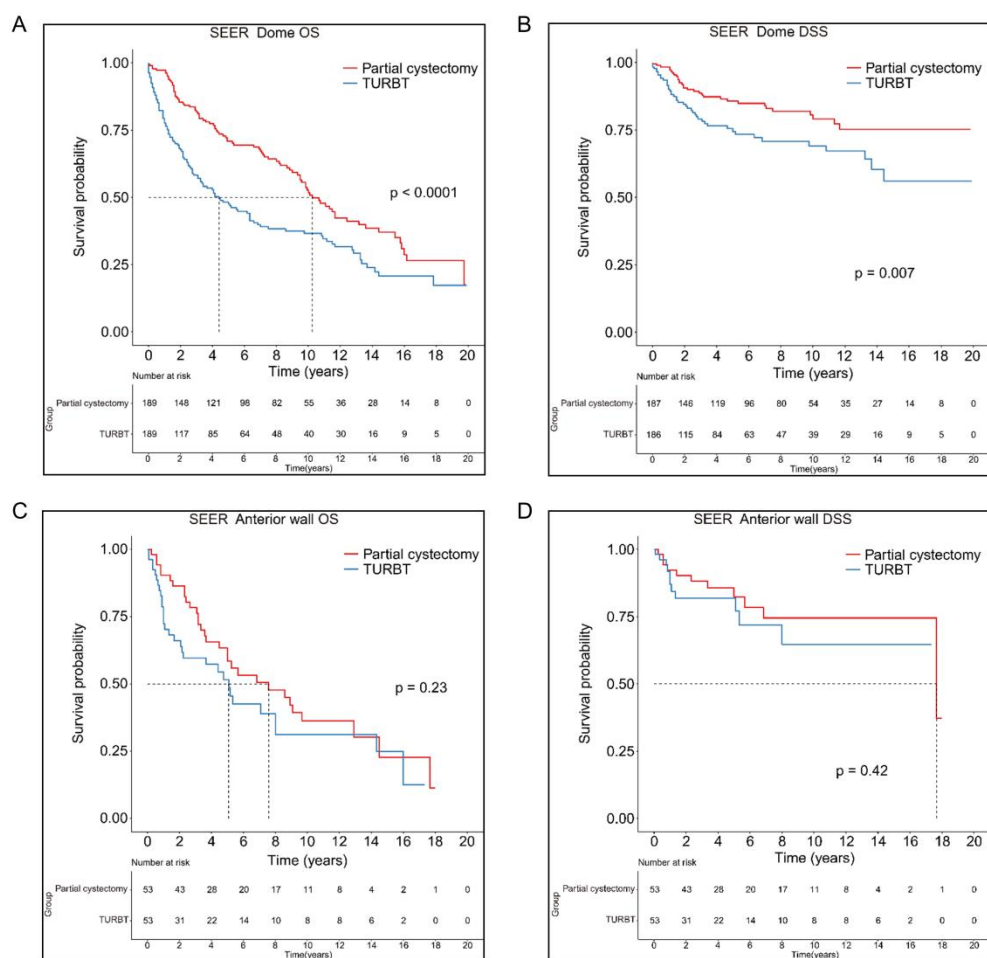 A
SEER Dome OS
Partial cystectomy
TURBT
Survival probability
1.00
0.75
0.50
0.25
0.00
p < 0.0001
0 2 4 6 8 10 12 14 16 18 20
Time (years)
Number at risk
Group
Partial cystectomy 189 148 121 98 82 55 36 28 14 8 0
TURBT 189 117 85 64 48 40 30 16 9 5 0
0 2 4 6 8 10 12 14 16 18 20
Time(years)
B
SEER Dome DSS
Partial cystectomy
TURBT
Survival probability
1.00
0.75
0.50
0.25
0.00
p = 0.007
0 2 4 6 8 10 12 14 16 18 20
Time (years)
Number at risk
Group
Partial cystectomy 187 146 119 96 80 54 35 27 14 8 0
TURBT 186 115 84 63 47 39 29 16 9 5 0
0 2 4 6 8 10 12 14 16 18 20
Time(years)
C
SEER Anterior wall OS
Partial cystectomy
TURBT
Survival probability
1.00
0.75
0.50
0.25
0.00
p = 0.23
0 2 4 6 8 10 12 14 16 18 20
Time (years)
Number at risk
Group
Partial cystectomy 53 43 28 20 17 11 8 4 2 1 0
TURBT 53 31 22 14 10 8 8 6 2 0 0
0 2 4 6 8 10 12 14 16 18 20
Time(years)
D
SEER Anterior wall DSS
Partial cystectomy
TURBT
Survival probability
1.00
0.75
0.50
0.25
0.00
p = 0.42
0 2 4 6 8 10 12 14 16 18 20
Time (years)
Number at risk
Group
Partial cystectomy 53 43 28 20 17 11 8 4 2 1 0
TURBT 53 31 22 14 10 8 8 6 2 0 0
0 2 4 6 8 10 12 14 16 18 20
Time(years)